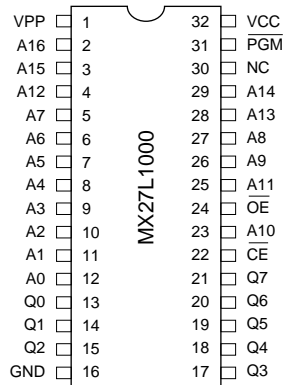 VPP 1 32 VCC
A16 2 31 PGM
A15 3 30 NC
A12 4 29 A14
A7 5 28 A13
A6 6 27 A8
A5 7 26 A9
A4 8 25 A11
A3 9 24 OE
A2 10 23 A10
A1 11 22 CE
A0 12 21 Q7
Q0 13 20 Q6
Q1 14 19 Q5
Q2 15 18 Q4
GND 16 17 Q3
MX27L1000